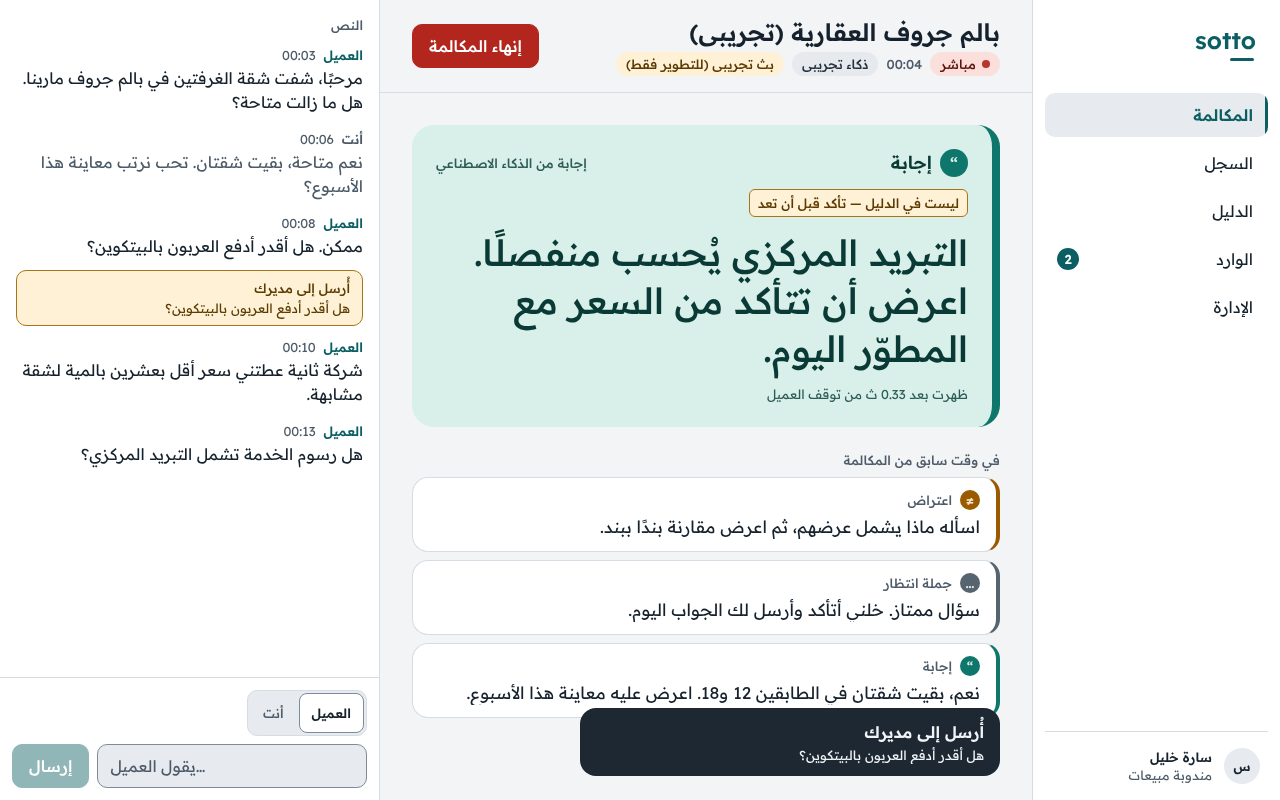 sotto
المكالمة
السجل
الدليل
الوارد
2
الإدارة
س
سارة خليل
مندوبة مبيعات
بالم جروف العقارية (تجريبي)
مباشر
00:04
ذكاء تجريبي
بث تجريبي (للتطوير فقط)
إنهاء المكالمة
“ إجابة
إجابة من الذكاء الاصطناعي
ليست في الدليل — تأكد قبل أن تعد
التبريد المركزي يُحسب منفصلًا.
اعرض أن تتأكد من السعر مع
المطوّر اليوم.
ظهرت بعد 0.33 ث من توقف العميل
في وقت سابق من المكالمة
≠ اعتراض
اسأله ماذا يشمل عرضهم، ثم اعرض مقارنة بندًا ببند.
… جملة انتظار
سؤال ممتاز. خلني أتأكد وأرسل لك الجواب اليوم.
“ إجابة
نعم، بقيت شقتان في الطابقين 12 و18. اعرض عليه معاينة هذا الأسبوع.
أُرسل إلى مديرك
هل أقدر أدفع العربون بالبيتكوين؟
النص
العميل 00:03
مرحبًا، شفت شقة الغرفتين في بالم جروف مارينا.
هل ما زالت متاحة؟
أنت 00:06
نعم متاحة، بقيت شقتان. تحب نرتب معاينة هذا
الأسبوع؟
العميل 00:08
ممكن. هل أقدر أدفع العربون بالبيتكوين؟
أُرسل إلى مديرك
هل أقدر أدفع العربون بالبيتكوين؟
العميل 00:10
شركة ثانية عطتني سعر أقل بعشرين بالمية لشقة
مشابهة.
العميل 00:13
هل رسوم الخدمة تشمل التبريد المركزي؟
العميل
أنت
يقول العميل…
إرسال